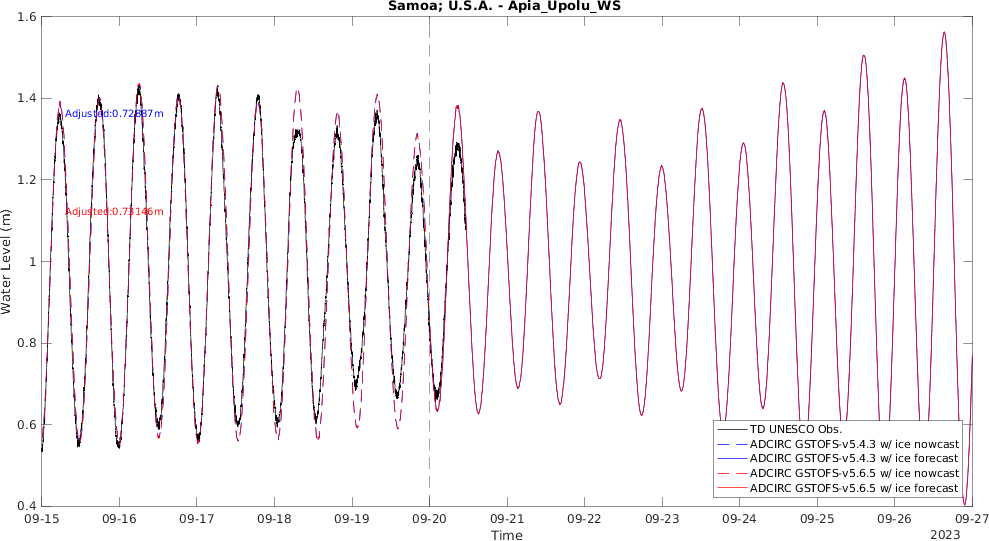 Samoa; U.S.A. - Apia_Upolu_WS
1.6
1.4
1.2
1
0.8
0.6
0.4
Water Level (m)
Adjusted:0.72887m
Adjusted:0.73146m
TD UNESCO Obs.
ADCIRC GSTOFS-v5.4.3 w/ ice nowcast
ADCIRC GSTOFS-v5.4.3 w/ ice forecast
ADCIRC GSTOFS-v5.6.5 w/ ice nowcast
ADCIRC GSTOFS-v5.6.5 w/ ice forecast
09-15 09-16 09-17 09-18 09-19 09-20 09-21 09-22 09-23 09-24 09-25 09-26 09-27
Time
2023